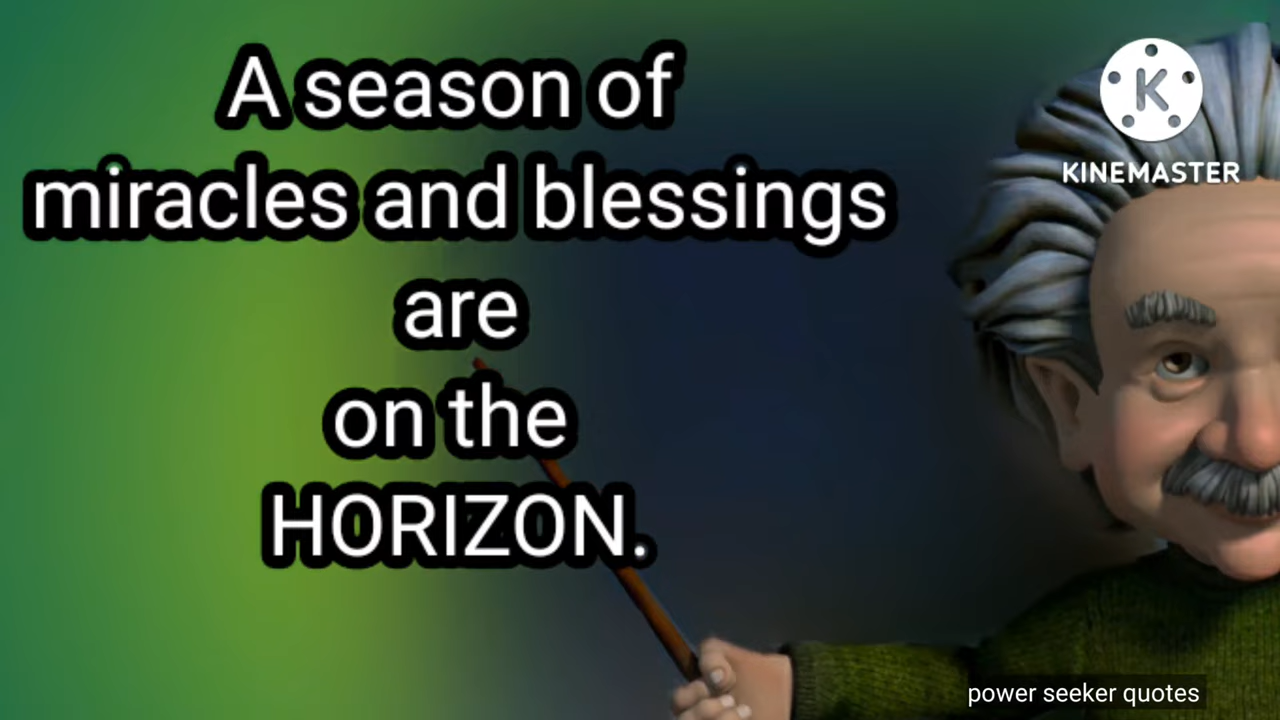 A season of
miracles and blessings
are
on the
HORIZON.
K
KINEMASTER
power seeker quotes